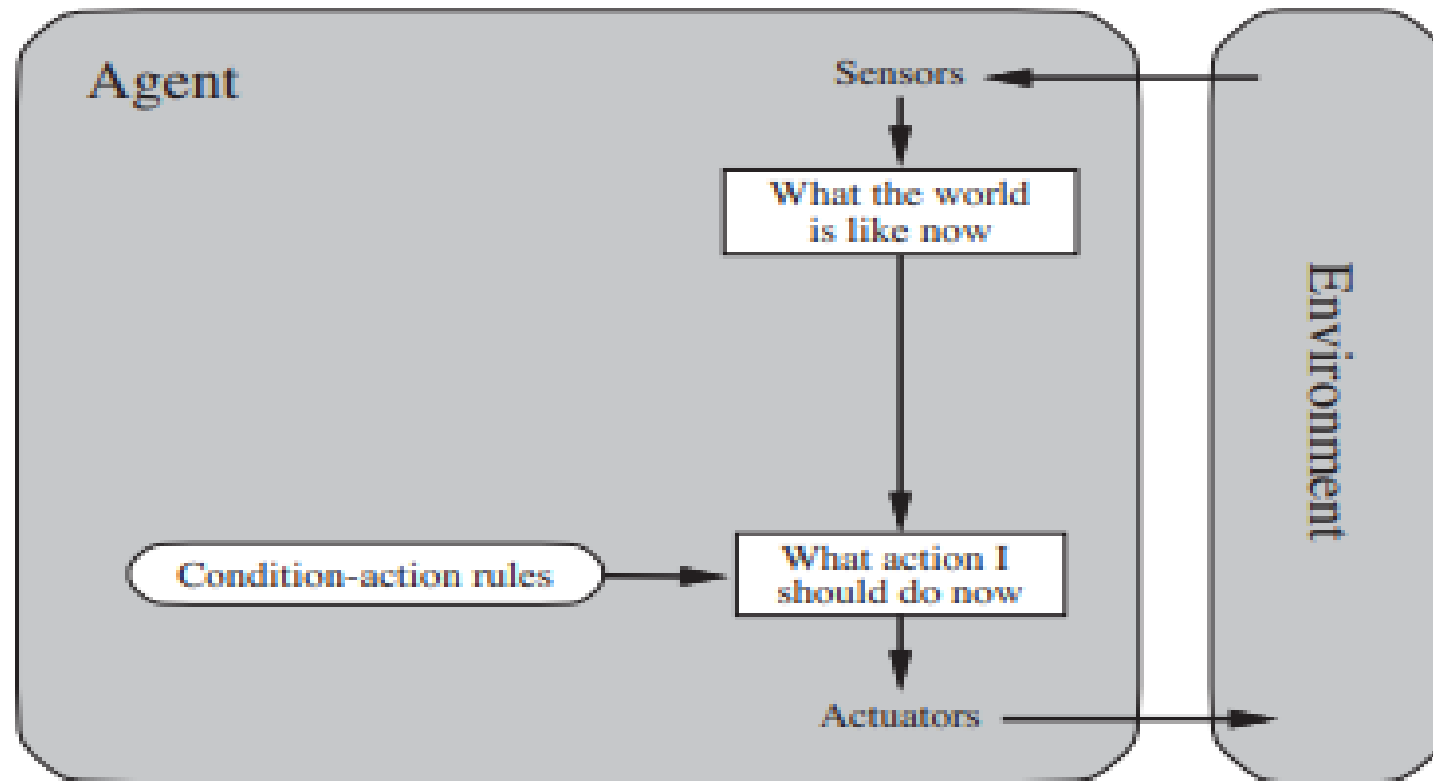 Agent
Sensors
What the world
is like now
Environment
Condition-action rules
What action I
should do now
Actuators